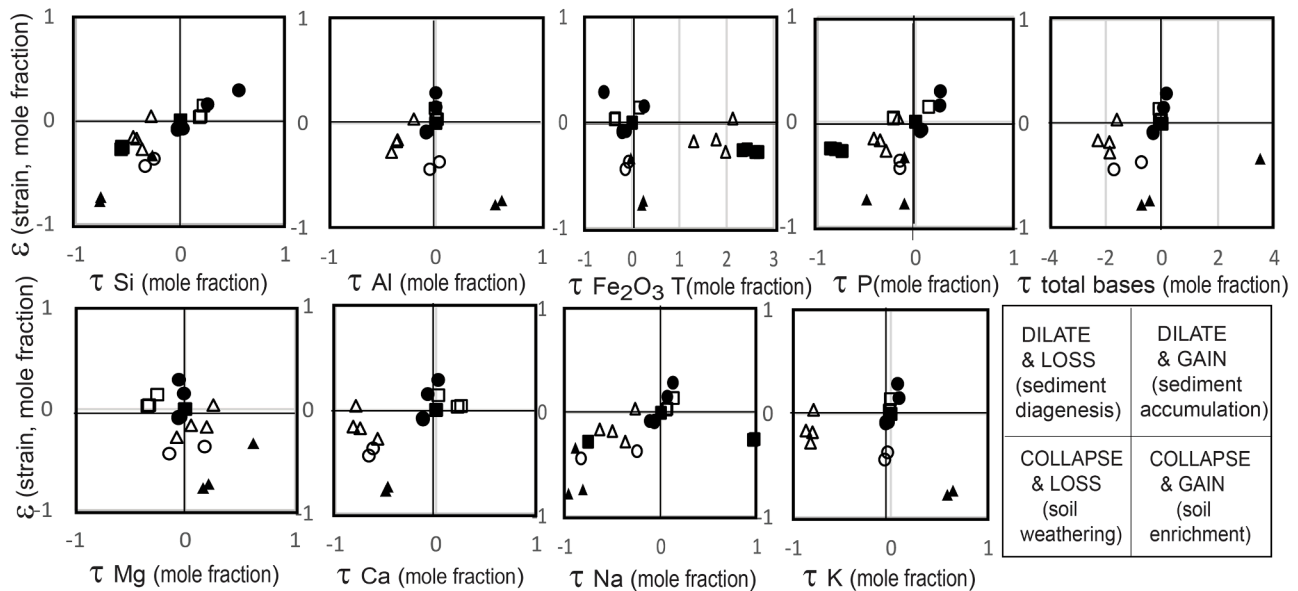 ε (strain, mole fraction)
1
0
-1
-1
0
1
τ Si (mole fraction)
1
0
-1
-1
0
1
τ Al (mole fraction)
1
0
-1
-1
0
1
2
3
τ Fe₂O₃ T(mole fraction)
1
0
-1
-1
0
1
τ P(mole fraction)
1
0
-1
-4
-2
0
2
4
τ total bases (mole fraction)
ε (strain, mole fraction)
1
0
-1
-1
0
1
τ Mg (mole fraction)
1
0
-1
-1
0
1
τ Ca (mole fraction)
1
0
-1
-1
0
1
τ Na (mole fraction)
1
0
-1
-1
0
1
τ K (mole fraction)
DILATE
& LOSS
(sediment
diagenesis)
DILATE
& GAIN
(sediment
accumulation)
COLLAPSE
& LOSS
(soil
weathering)
COLLAPSE
& GAIN
(soil
enrichment)